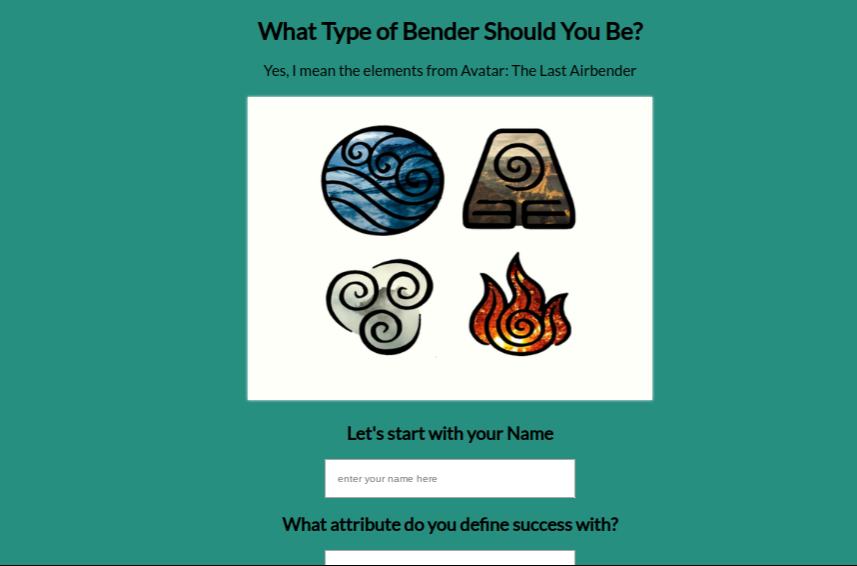 What Type of Bender Should You Be?
Yes, I mean the elements from Avatar: The Last Airbender
Let's start with your Name
enter your name here
What attribute do you define success with?